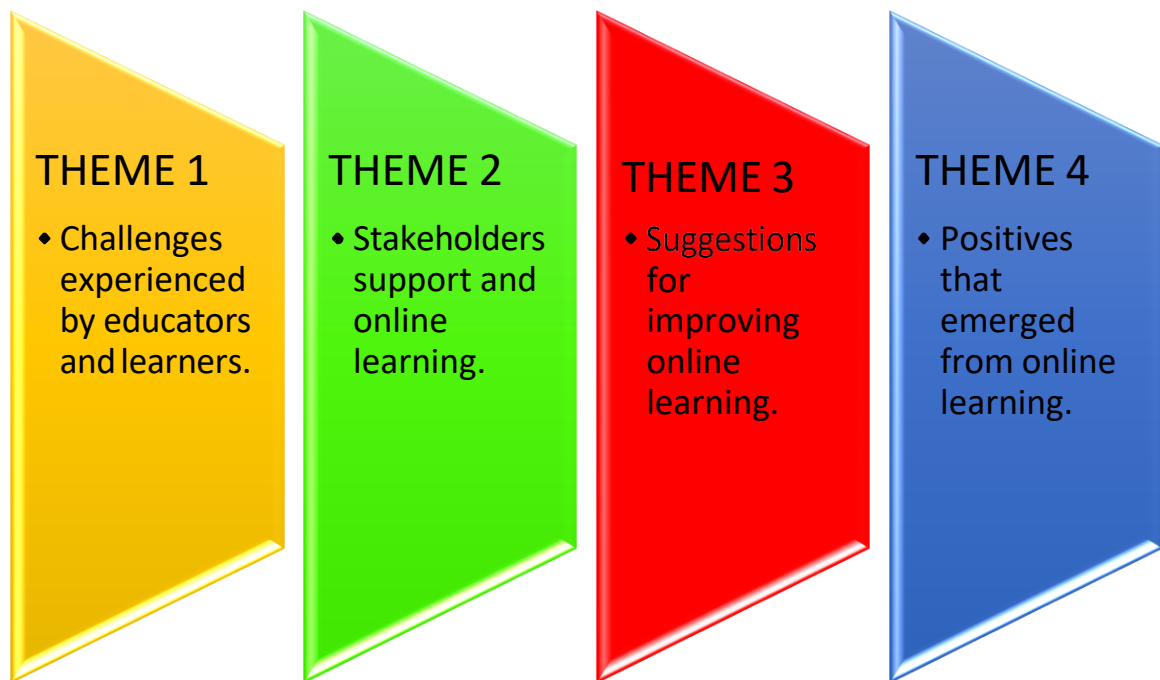 THEME 1
• Challenges
experienced
by educators
and learners.
THEME 2
• Stakeholders
support and
online
learning.
THEME 3
• Suggestions
for
improving
online
learning.
THEME 4
• Positives
that
emerged
from online
learning.